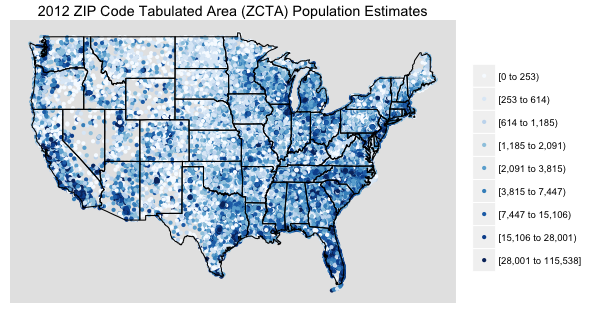 2012 ZIP Code Tabulated Area (ZCTA) Population Estimates
[0 to 253)
[253 to 614)
[614 to 1,185)
[1,185 to 2,091)
[2,091 to 3,815)
[3,815 to 7,447)
[7,447 to 15,106)
[15,106 to 28,001)
[28,001 to 115,538]